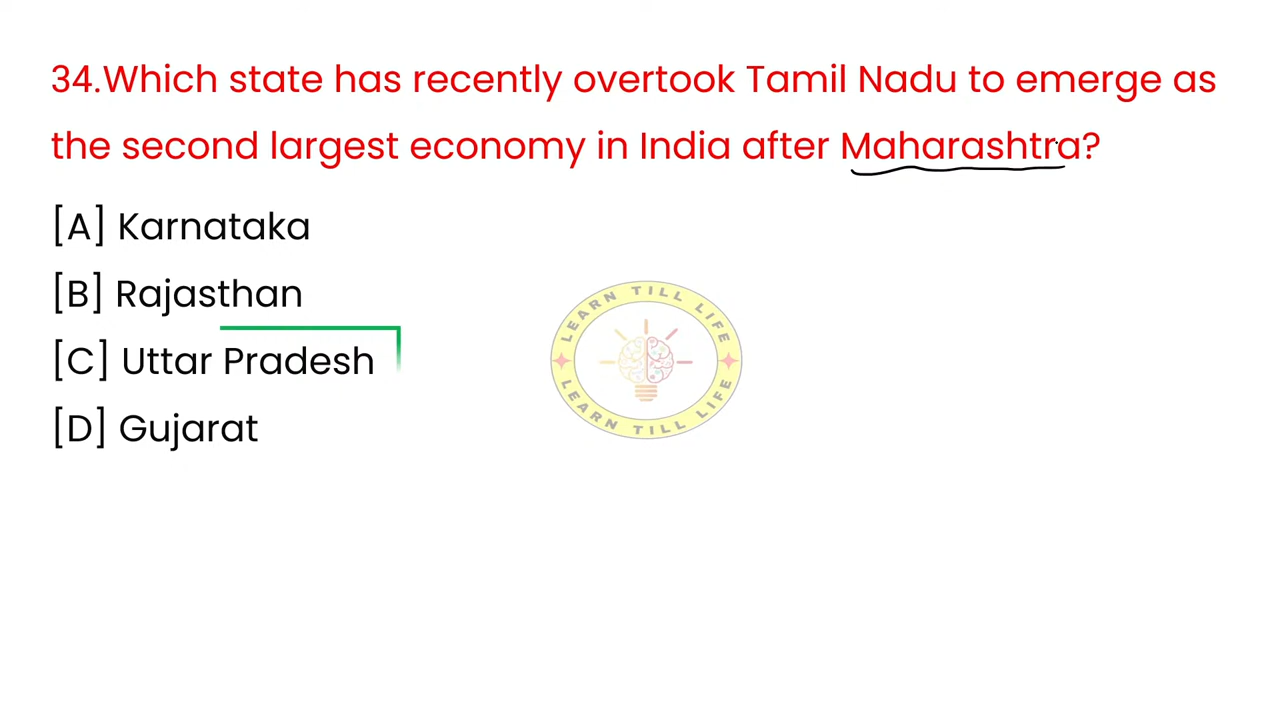 34.Which state has recently overtook Tamil Nadu to emerge as
the second largest economy in India after Maharashtra?
[A] Karnataka
[B] Rajasthan
[C] Uttar Pradesh
[D] Gujarat
LEARN TILL LIFE
LEARN TILL LIFE